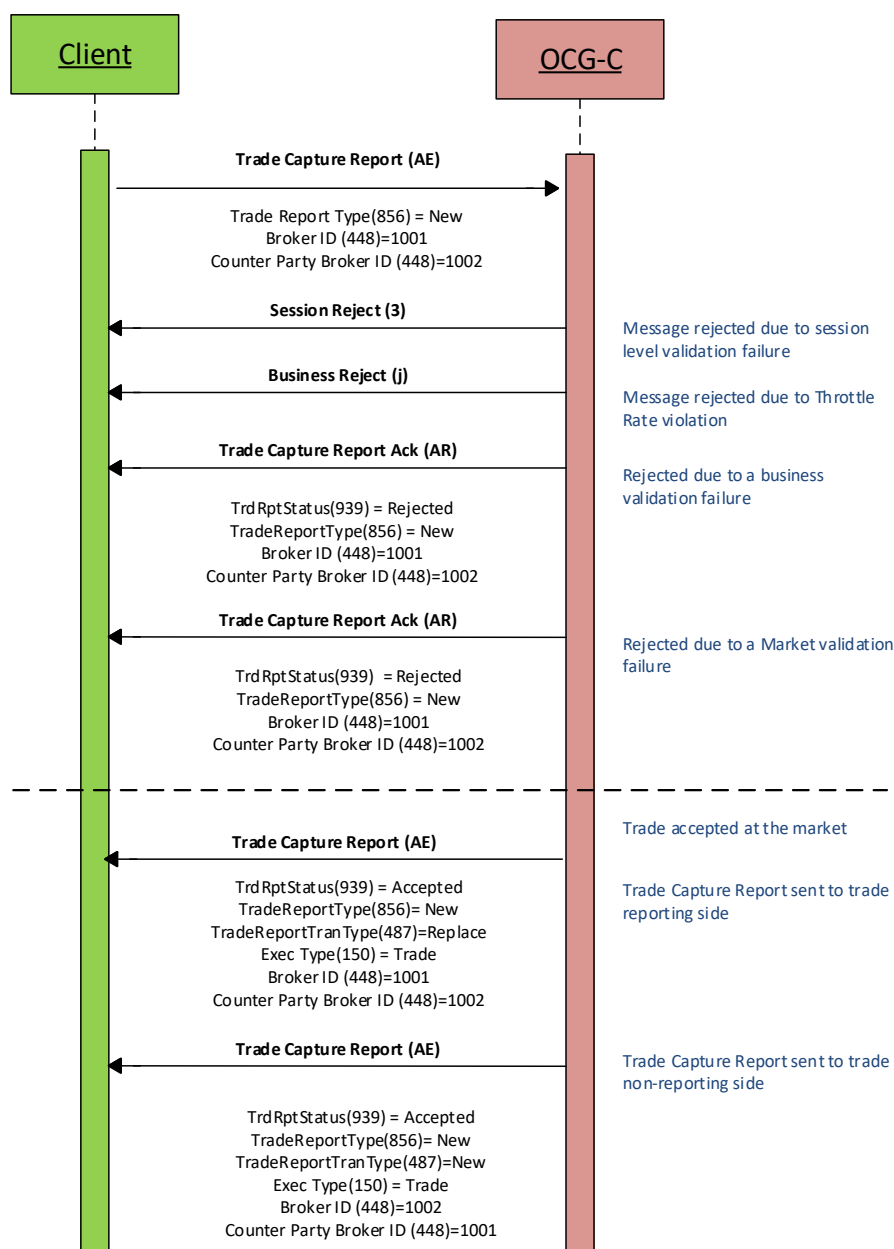 Client
OCG-C
Trade Capture Report (AE)
Trade Report Type(856) = New
Broker ID (448)=1001
Counter Party Broker ID (448)=1002
Session Reject (3)
Message rejected due to session
level validation failure
Business Reject (j)
Message rejected due to Throttle
Rate violation
Trade Capture Report Ack (AR)
Rejected due to a business
validation failure
TrdRptStatus(939) = Rejected
TradeReportType(856) = New
Broker ID (448)=1001
Counter Party Broker ID (448)=1002
Trade Capture Report Ack (AR)
Rejected due to a Market validation
failure
TrdRptStatus(939)  = Rejected
TradeReportType(856) = New
Broker ID (448)=1001
Counter Party Broker ID (448)=1002
Trade accepted at the market
Trade Capture Report (AE)
Trade Capture Report sent to trade
reporting side
TrdRptStatus(939) = Accepted
TradeReportType(856)= New
TradeReportTranType(487)=Replace
Exec Type(150) = Trade
Broker ID (448)=1001
Counter Party Broker ID (448)=1002
Trade Capture Report (AE)
Trade Capture Report sent to trade
non-reporting side
TrdRptStatus(939) = Accepted
TradeReportType(856)= New
TradeReportTranType(487)=New
Exec Type(150) = Trade
Broker ID (448)=1002
Counter Party Broker ID (448)=1001